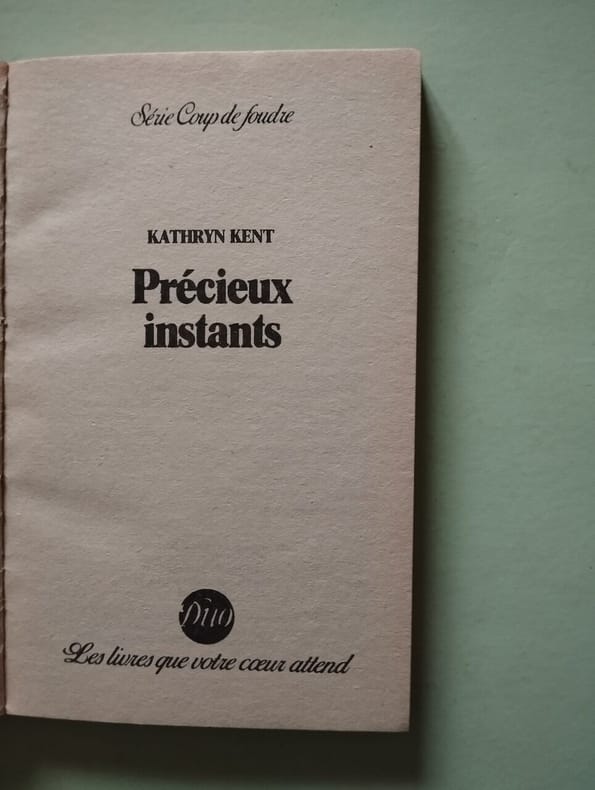 Série Coup de foudre
KATHRYN KENT
Précieux
instants
Duo
Les livres que votre cœur attend